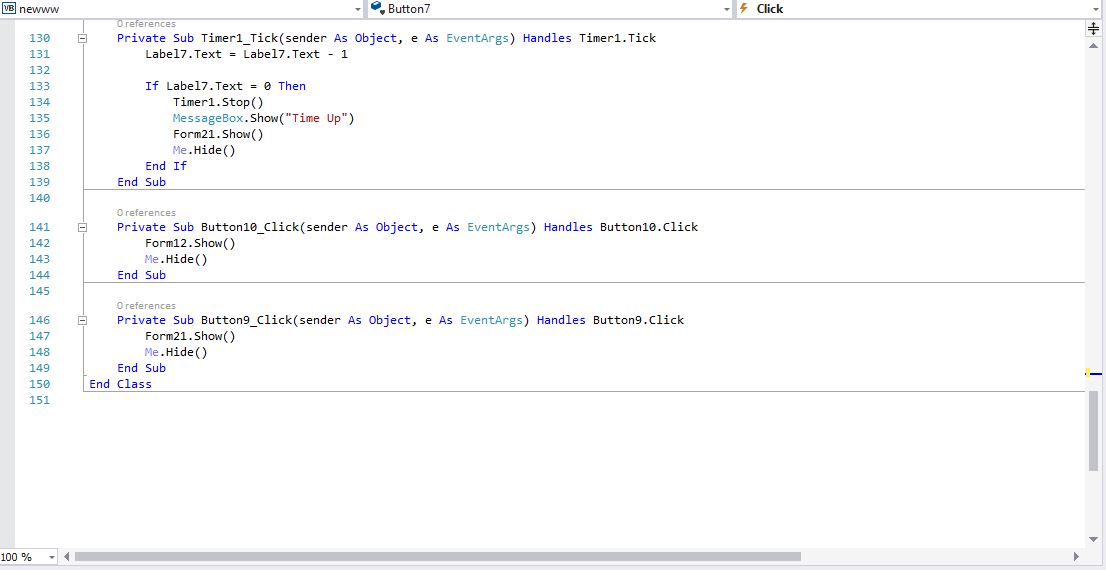 newww Button7 Click
0 references
130 Private Sub Timer1_Tick(sender As Object, e As EventArgs) Handles Timer1.Tick
131 Label7.Text = Label7.Text - 1
132
133 If Label7.Text = 0 Then
134 Timer1.Stop()
135 MessageBox.Show("Time Up")
136 Form21.Show()
137 Me.Hide()
138 End If
139 End Sub
140
0 references
141 Private Sub Button10_Click(sender As Object, e As EventArgs) Handles Button10.Click
142 Form12.Show()
143 Me.Hide()
144 End Sub
145
0 references
146 Private Sub Button9_Click(sender As Object, e As EventArgs) Handles Button9.Click
147 Form21.Show()
148 Me.Hide()
149 End Sub
150 End Class
151
100 %